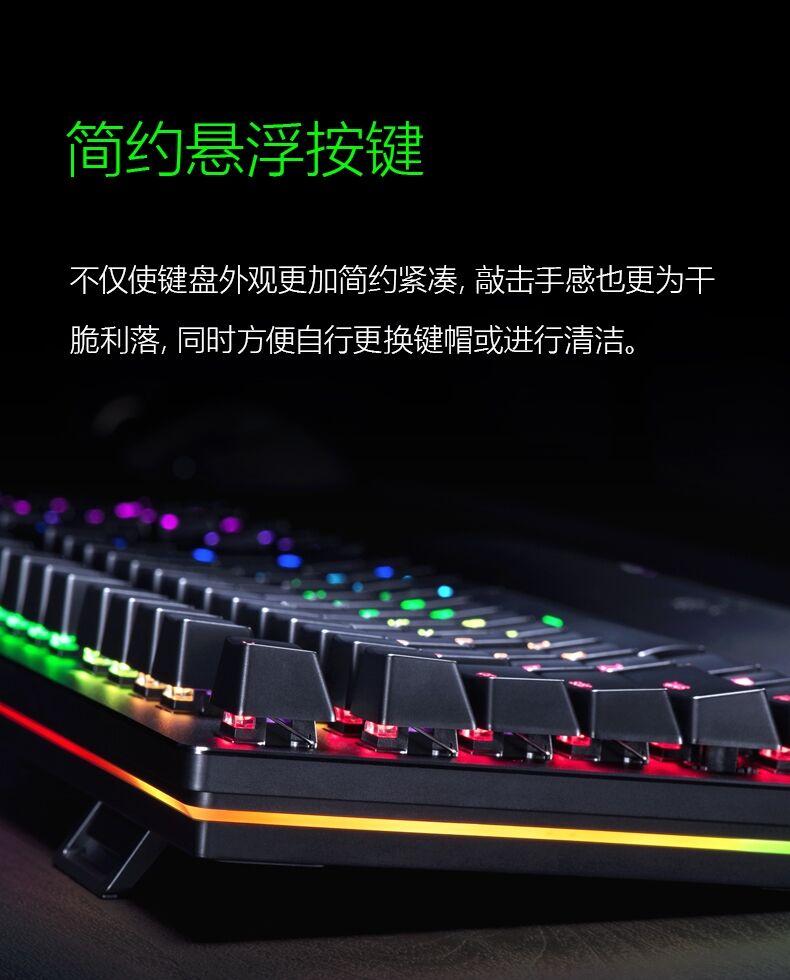 简约悬浮按键
不仅使键盘外观更加简约紧凑, 敲击手感也更为干
脆利落, 同时方便自行更换键帽或进行清洁。